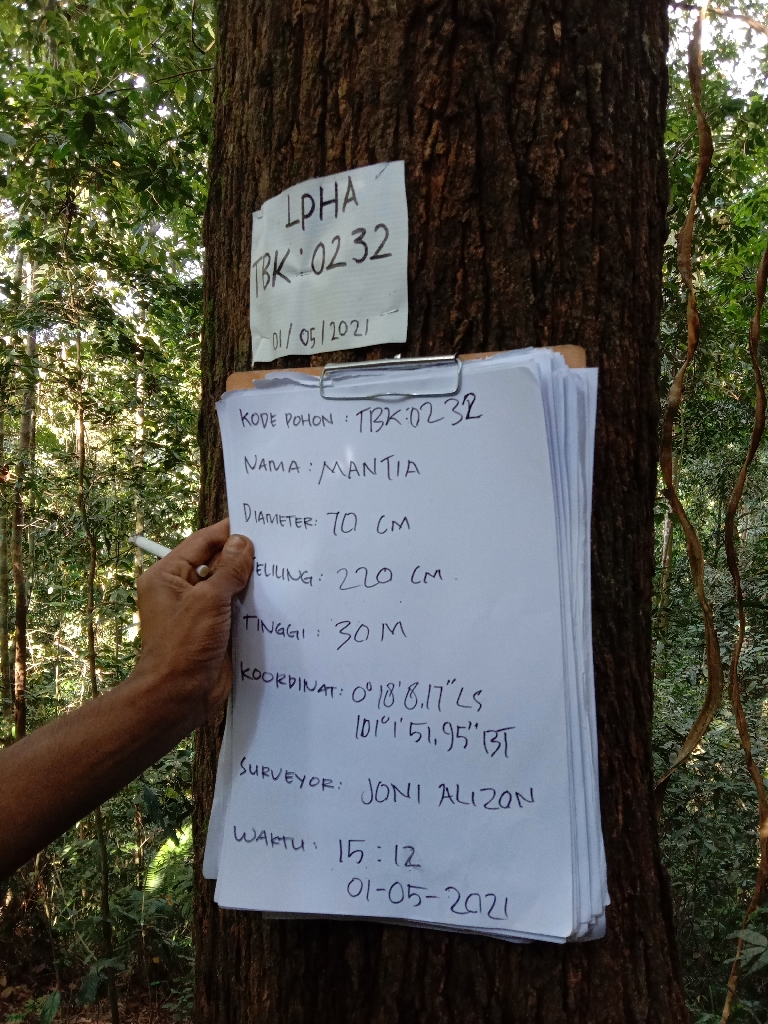 LPHA
TBK:0232
01/05/2021
KODE POHON : TBK:0232
NAMA : MANTIA
DIAMETER: 70 CM
ELILING: 220 CM
TINGGI : 30 M
KOORDINAT: 0°18'8,17" LS
101°1'51,95" BT
SURVEYOR: JONI ALIZON
WAKTU: 15:12
01-05-2021